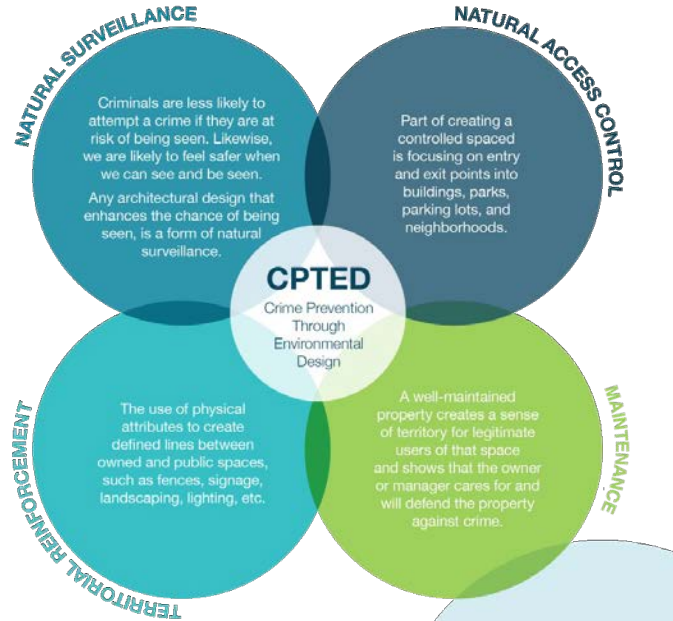 NATURAL SURVEILLANCE
Criminals are less likely to
attempt a crime if they are at
risk of being seen. Likewise,
we are likely to feel safer when
we can see and be seen.
Any architectural design that
enhances the chance of being
seen, is a form of natural
surveillance.
NATURAL ACCESS CONTROL
Part of creating a
controlled spaced
is focusing on entry
and exit points into
buildings, parks,
parking lots, and
neighborhoods.
CPTED
Crime Prevention
Through
Environmental
Design
TERRITORIAL REINFORCEMENT
The use of physical
attributes to create
defined lines between
owned and public spaces,
such as fences, signage,
landscaping, lighting, etc.
MAINTENANCE
A well-maintained
property creates a sense
of territory for legitimate
users of that space
and shows that the owner
or manager cares for and
will defend the property
against crime.